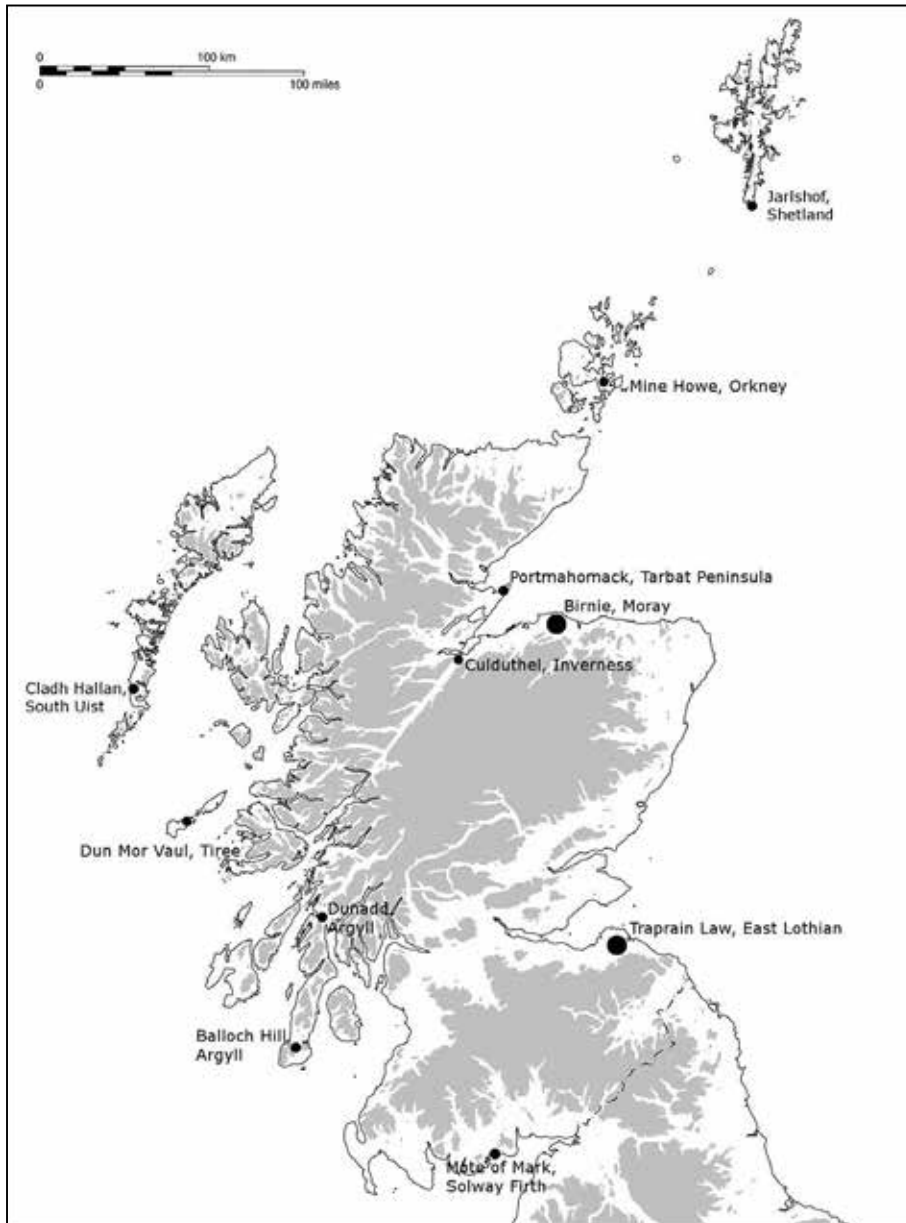 0 100 km
0 100 miles
Jarlshof,
Shetland
Mine Howe, Orkney
Portmahomack, Tarbat Peninsula
Birnie, Moray
Culduthel, Inverness
Cladh Hallan,
South Uist
Dun Mor Vaul, Tiree
Dunadd,
Argyll
Traprain Law, East Lothian
Balloch Hill,
Argyll
Mote of Mark,
Solway Firth